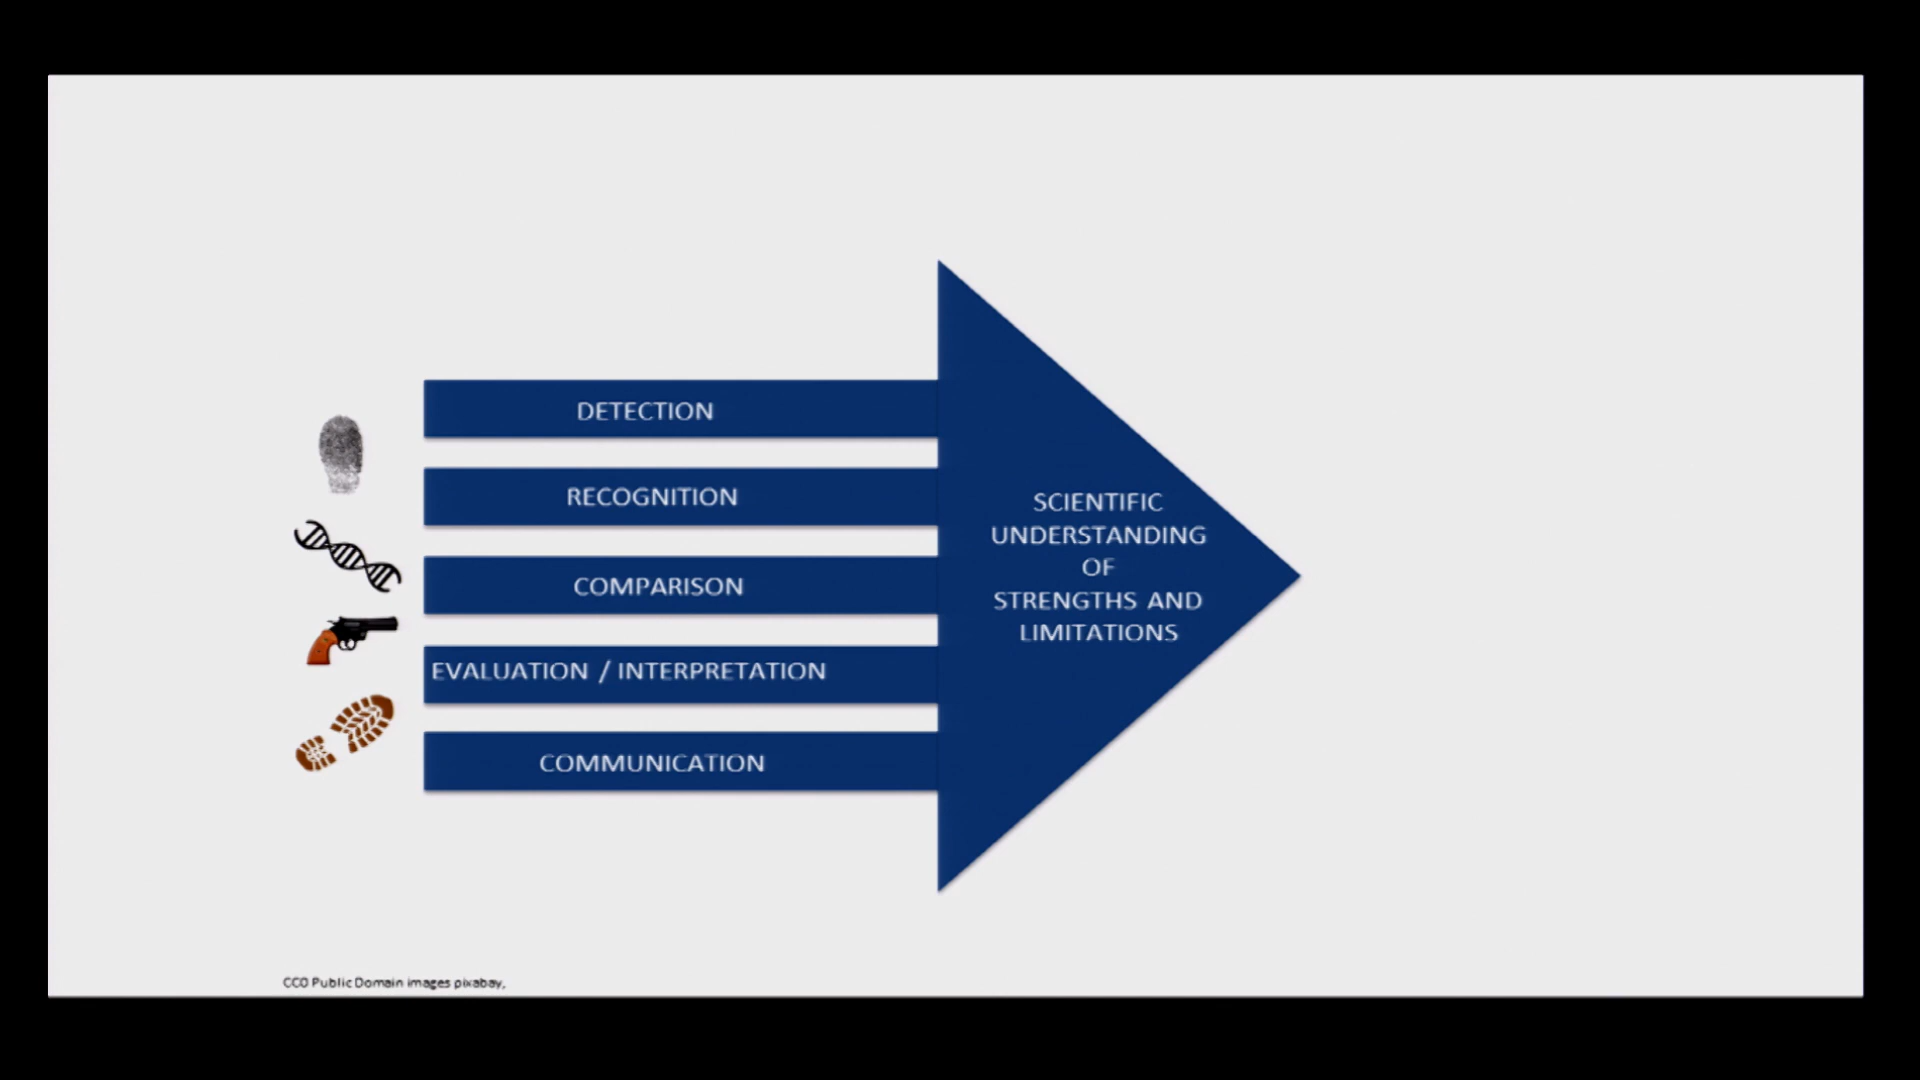 DETECTION
RECOGNITION
COMPARISON
EVALUATION / INTERPRETATION
COMMUNICATION
SCIENTIFIC
UNDERSTANDING
OF
STRENGTHS AND
LIMITATIONS
CC0 Public Domain images pixabay,